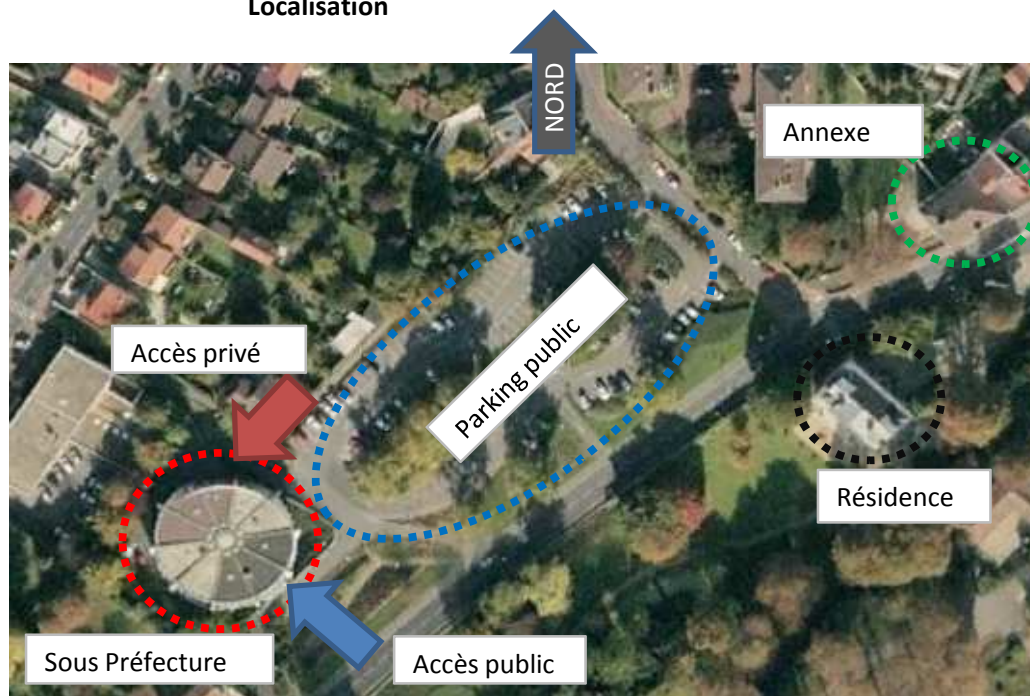 Localisation
NORD
Annexe
Accès privé
Parking public
Résidence
Sous Préfecture
Accès public